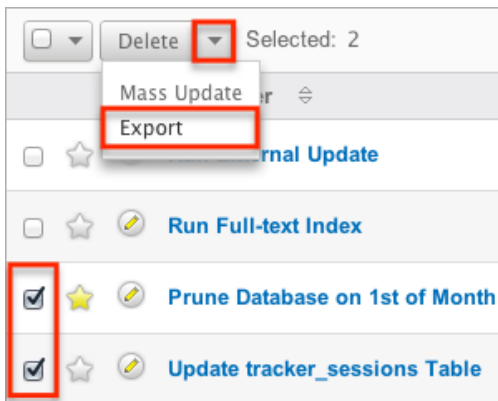 Delete Selected: 2
Mass Update
Export
rnal Update
Run Full-text Index
Prune Database on 1st of Month
Update tracker_sessions Table